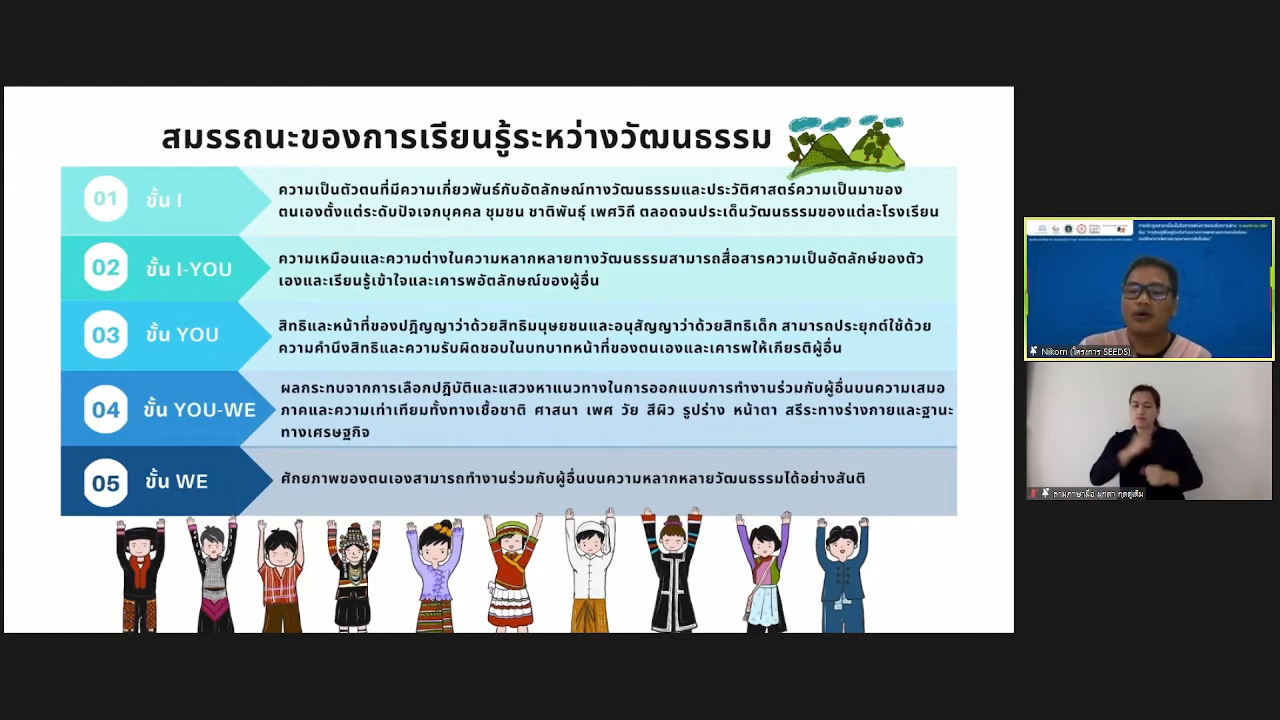 สมรรถนะของการเรียนรู้ระหว่างวัฒนธรรม
01 ขั้น I
ความเป็นตัวตนที่มีความเกี่ยวพันธ์กับอัตลักษณ์ทางวัฒนธรรมและประวัติศาสตร์ความเป็นมาของ
ตนเองตั้งแต่ระดับปัจเจกบุคคล ชุมชน ชาติพันธุ์ เพศวิถี ตลอดจนประเด็นวัฒนธรรมของแต่ละโรงเรียน
02 ขั้น I-YOU
ความเหมือนและความต่างในความหลากหลายทางวัฒนธรรมสามารถสื่อสารความเป็นอัตลักษ์ของตัว
เองและเรียนรู้เข้าใจและเคารพอัตลักษณ์ของผู้อื่น
03 ขั้น YOU
สิทธิและหน้าที่ของปฎิญญาว่าด้วยสิทธิมนุษยชนและอนุสัญญาว่าด้วยสิทธิเด็ก สามารถประยุกต์ใช้ด้วย
ความคำนึงสิทธิและความรับผิดชอบในบทบาทหน้าที่ของตนเองและเคารพให้เกียรติผู้อื่น
04 ขั้น YOU-WE
ผลกระทบจากการเลือกปฎิบัติและแสวงหาแนวทางในการออกแบบการทำงานร่วมกับผู้อื่นบนความเสมอ
ภาคและความเท่าเทียมทั้งทางเชื้อชาติ ศาสนา เพศ วัย สีผิว รูปร่าง หน้าตา สรีระทางร่างกายและฐานะ
ทางเศรษฐกิจ
05 ขั้น WE
ศักยภาพของตนเองสามารถทำงานร่วมกับผู้อื่นบนความหลากหลายวัฒนธรรมได้อย่างสันติ
Nikorn (โครงการ SEEDS)
ล่ามภาษามือ มุกดา กุดตุ้เติม